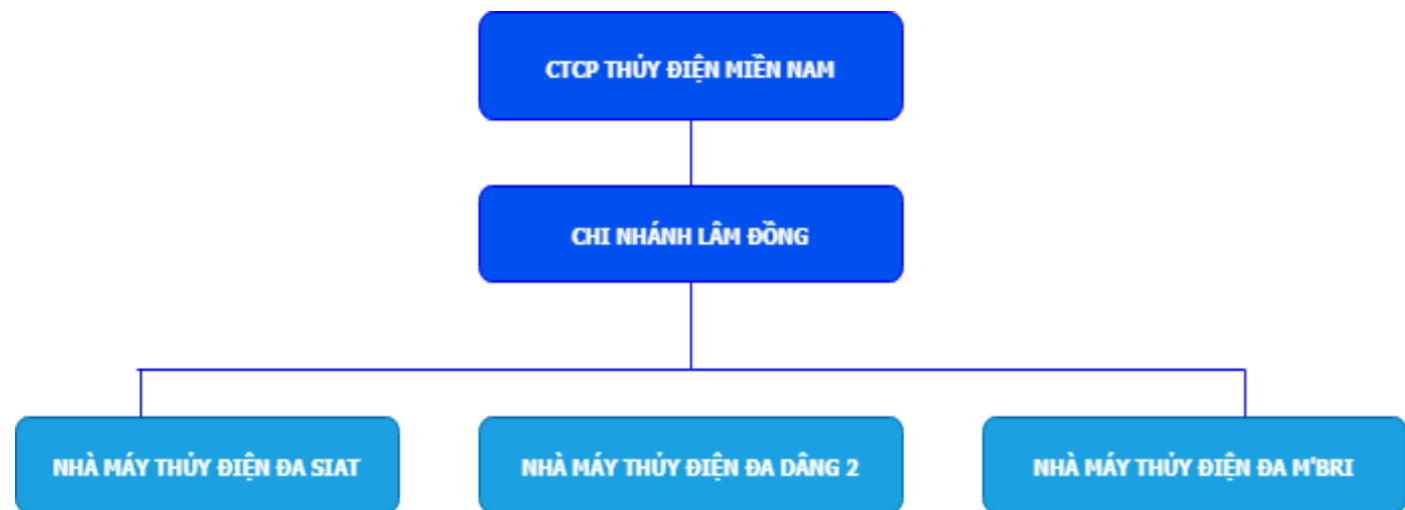 CTCP THỦY ĐIỆN MIỀN NAM
CHI NHÁNH LÂM ĐỒNG
NHÀ MÁY THỦY ĐIỆN ĐA SIAT
NHÀ MÁY THỦY ĐIỆN ĐA DÂNG 2
NHÀ MÁY THỦY ĐIỆN ĐA M'BRI